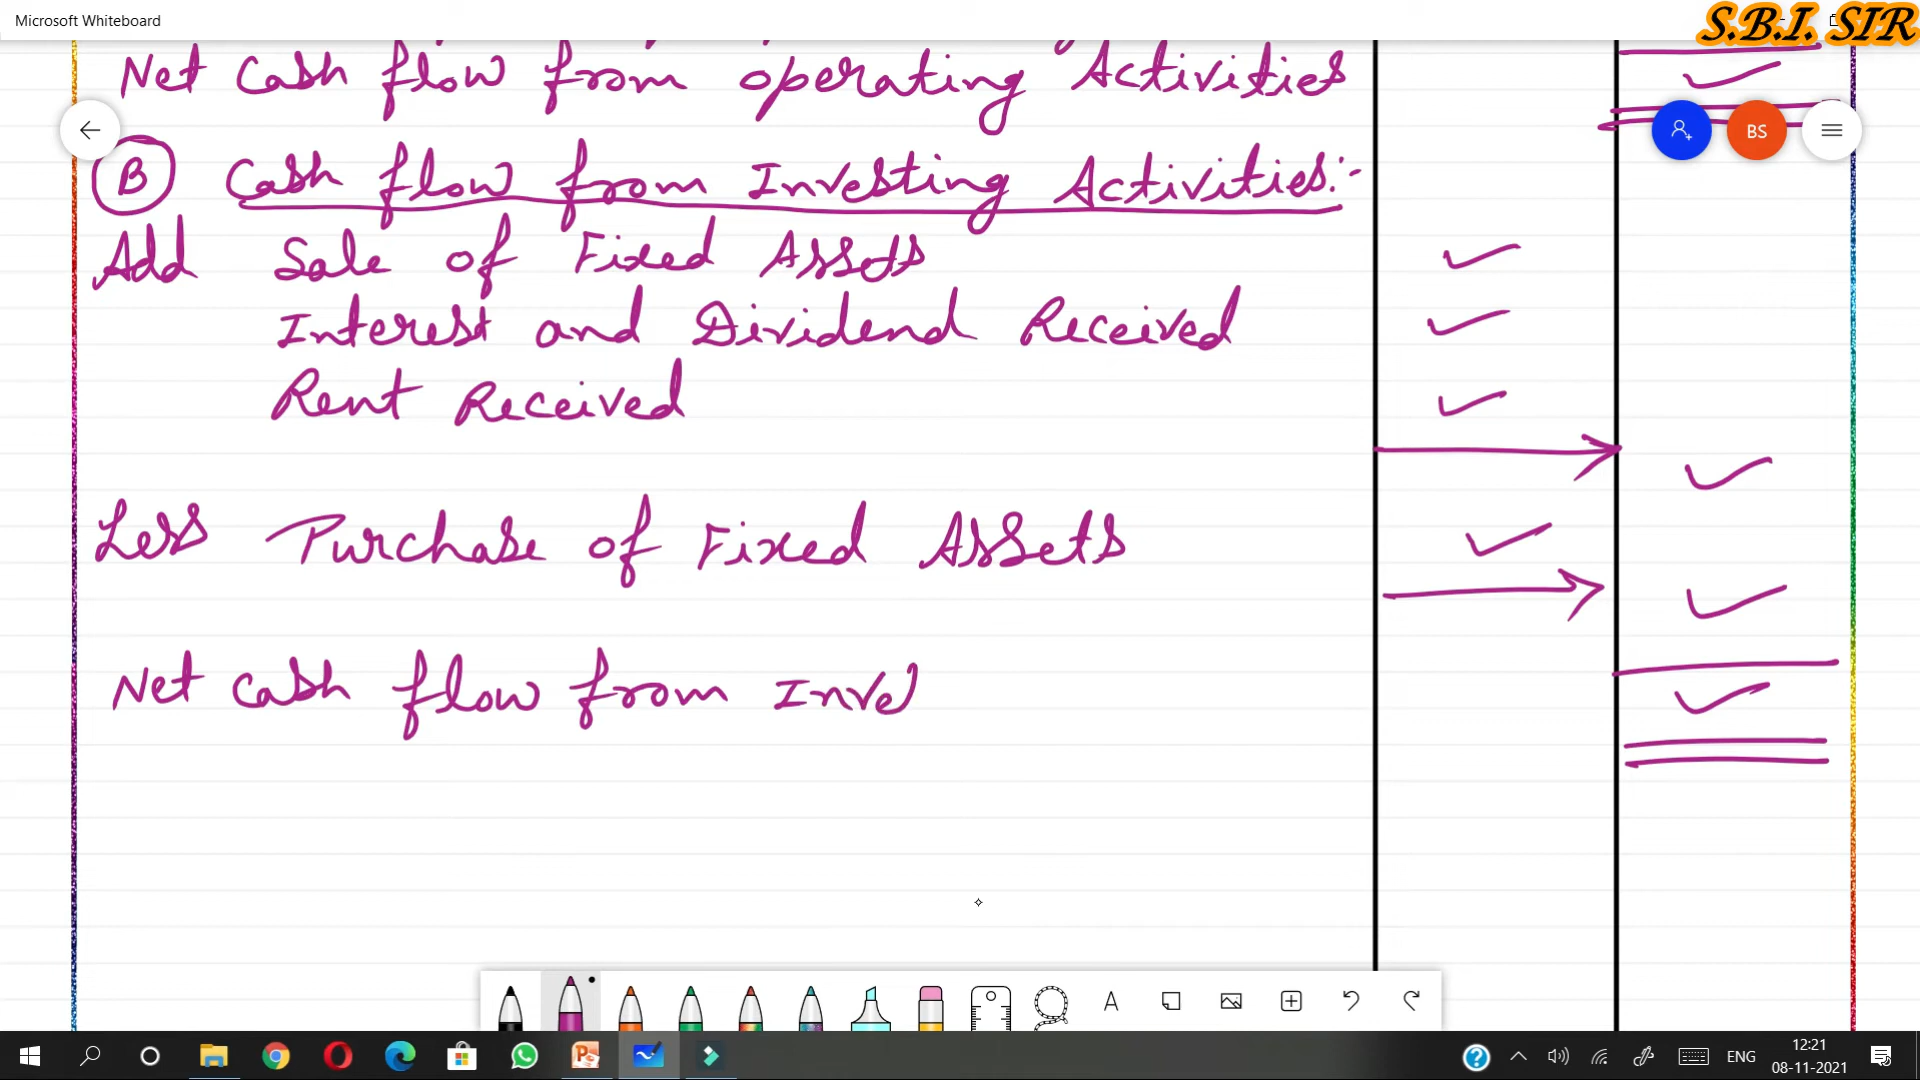 Microsoft Whiteboard
S.B.I. SIR
Net cash flow from operating Activities
BS
B Cash flow from Investing Activities:-
Add Sale of Fixed Assets
Interest and Dividend Received
Rent Received
Less Purchase of Fixed Assets
Net cash flow from Inve
A
ENG
12:21
08-11-2021